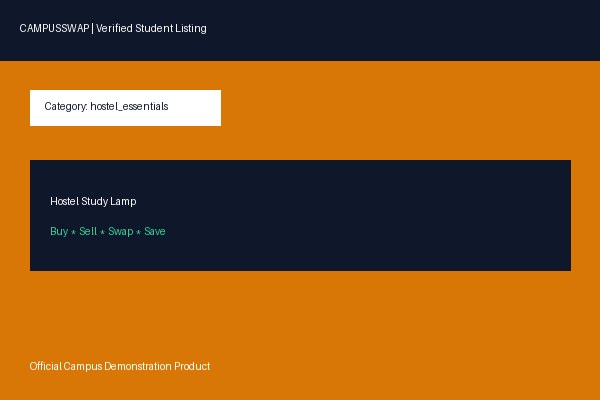 CAMPUSSWAP | Verified Student Listing
Category: hostel_essentials
Hostel Study Lamp
Buy * Sell * Swap * Save
Official Campus Demonstration Product